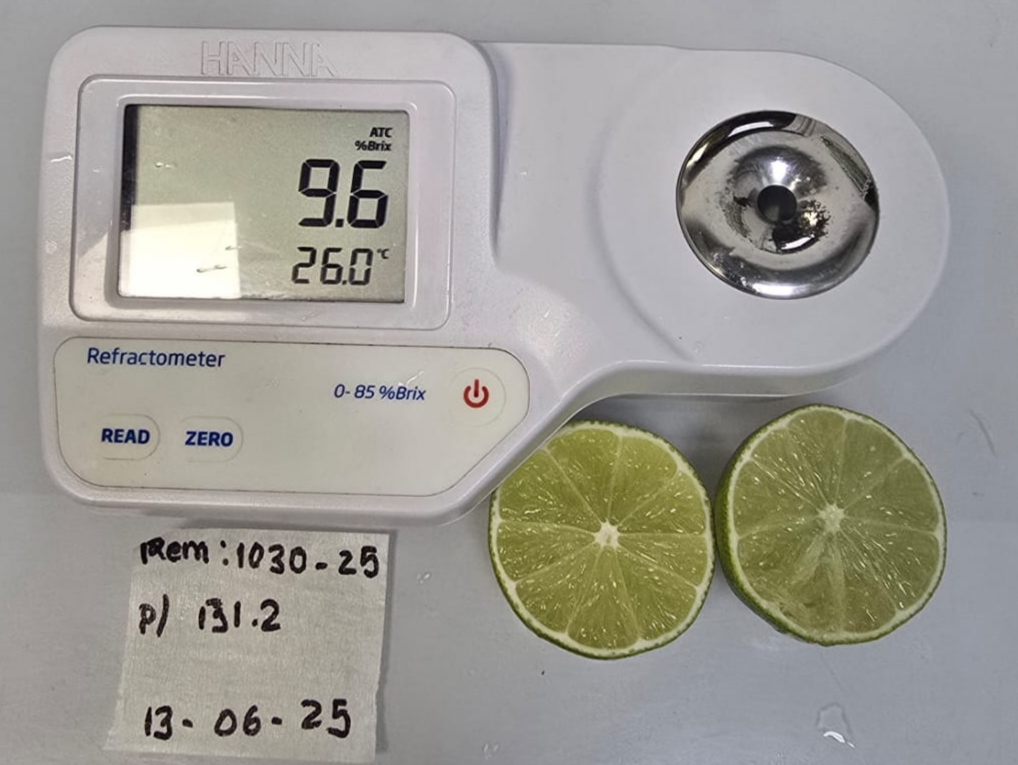 HANNA
ATC
%Brix
9.6
26.0°C
Refractometer
0-85 %Brix
READ ZERO
Rem: 1030-25
P/ 131.2
13-06-25